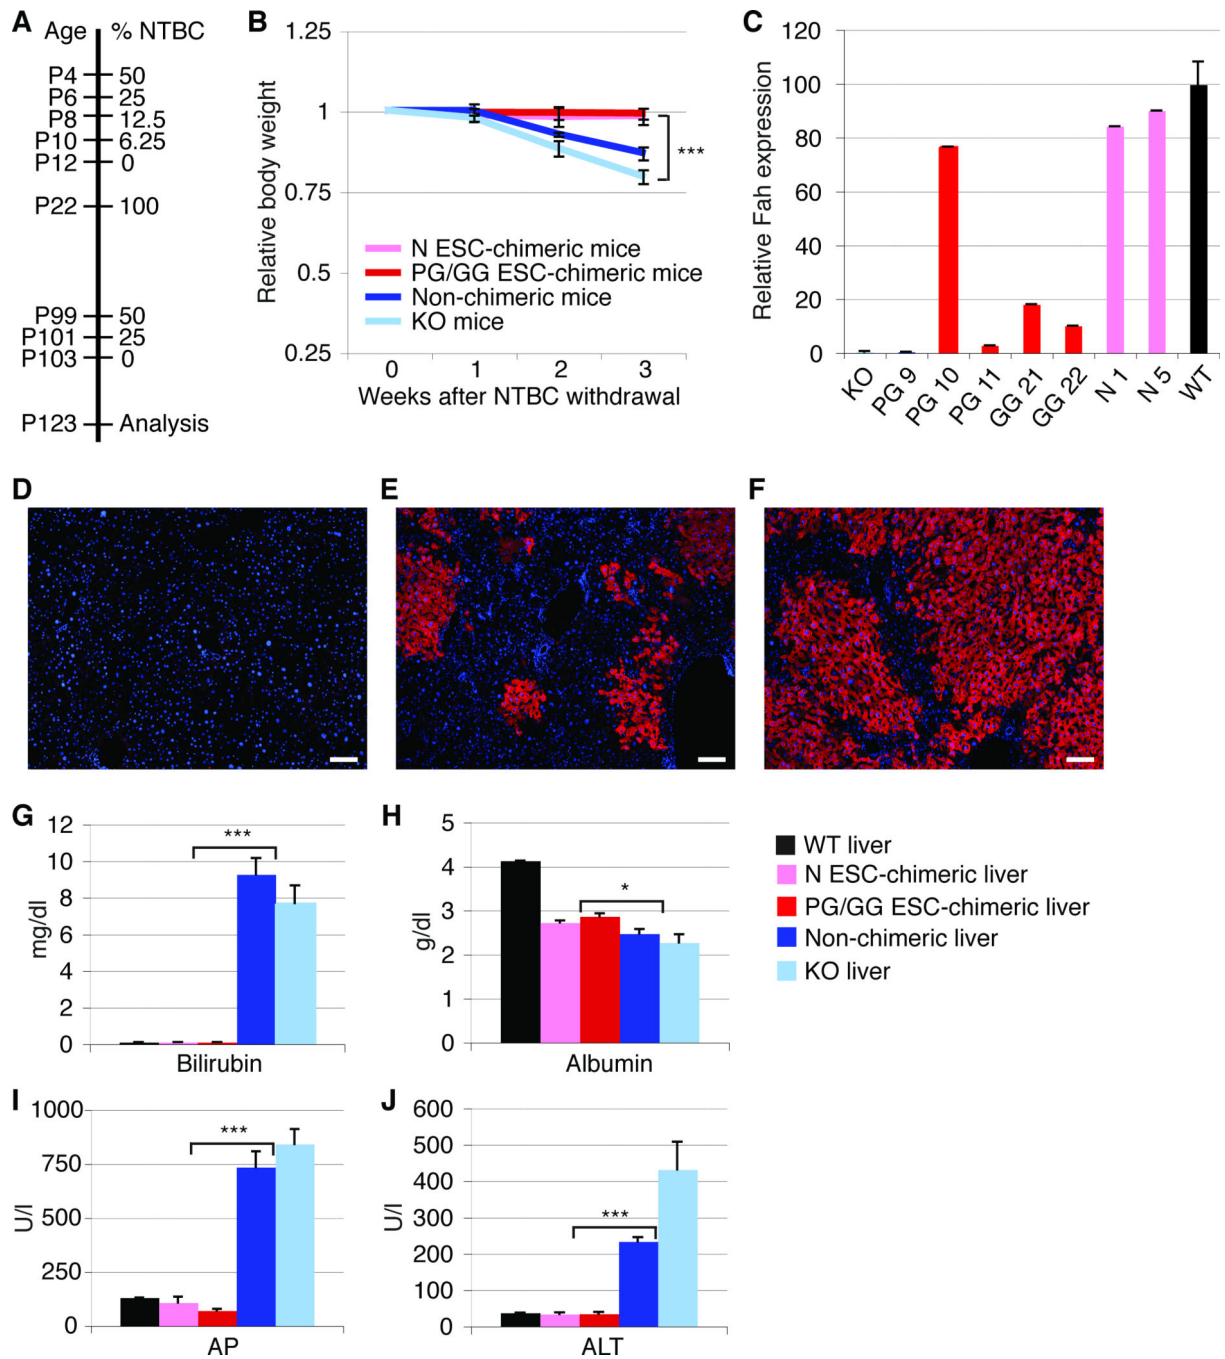 A
Age % NTBC
P4 50
P6 25
P8 12.5
P10 6.25
P12 0
P22 100
P99 50
P101 25
P103 0
P123 Analysis
B
Relative body weight
1.25
1
0.75
0.5
0.25
***
N ESC-chimeric mice
PG/GG ESC-chimeric mice
Non-chimeric mice
KO mice
0 1 2 3
Weeks after NTBC withdrawal
C
Relative Fah expression
120
100
80
60
40
20
0
KO PG 9 PG 10 PG 11 GG 21 GG 22 N 1 N 5 WT
D
E
F
G
mg/dl
12
10
8
6
4
2
0
***
Bilirubin
H
g/dl
5
4
3
2
1
0
*
Albumin
WT liver
N ESC-chimeric liver
PG/GG ESC-chimeric liver
Non-chimeric liver
KO liver
I
U/l
1000
750
500
250
0
***
AP
J
U/l
600
500
400
300
200
100
0
***
ALT